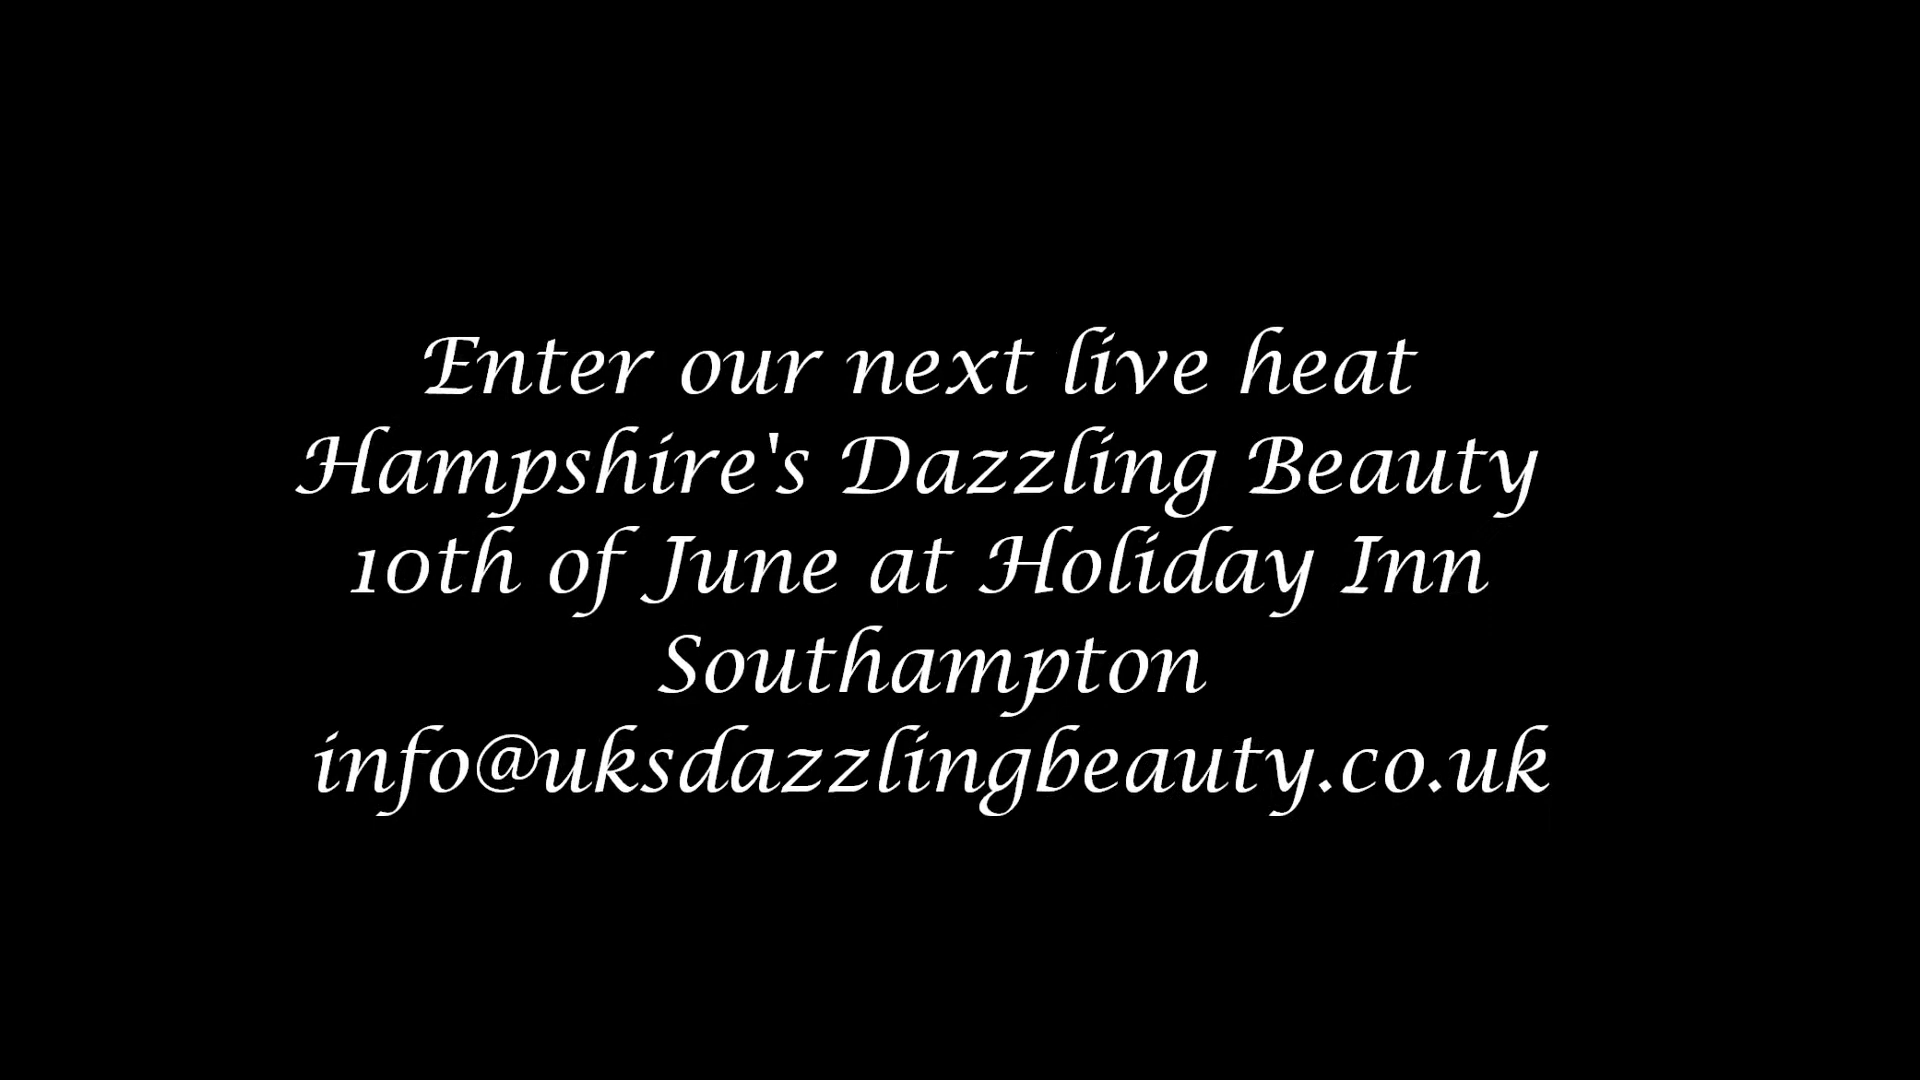 Enter our next live heat
Hampshire's Dazzling Beauty
10th of June at Holiday Inn
Southampton
info@uksdazzlingbeauty.co.uk